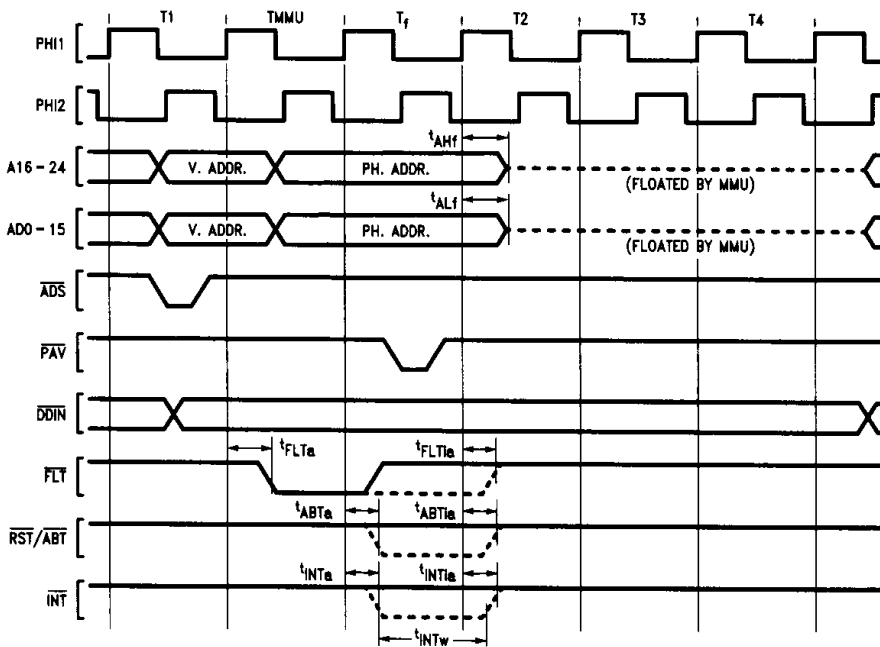 T1 TMMU Tf T2 T3 T4
PHI1
PHI2
tAHf
A16-24 V. ADDR. PH. ADDR.
(FLOATED BY MMU)
tALf
AD0-15 V. ADDR. PH. ADDR.
(FLOATED BY MMU)
ADS
PAV
DDIN
tFLTa tFLTIa
FLT
tABTa tABTIa
RST/ABT
tINTa tINTIa
INT
tINTw